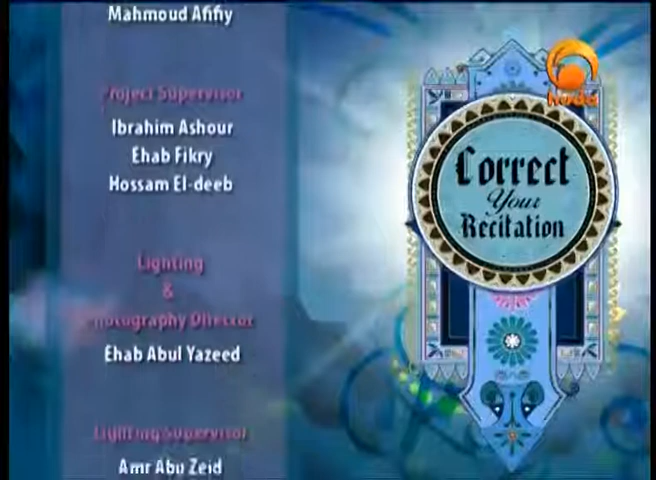 Mahmoud Afifiy
Project Supervisor
Ibrahim Ashour
Ehab Fikry
Hossam El-deeb
Lighting
&
Photography Director
Ehab Abul Yazeed
Lighting Supervisor
Amr Abu Zeid
huda
Correct
Your
Recitation